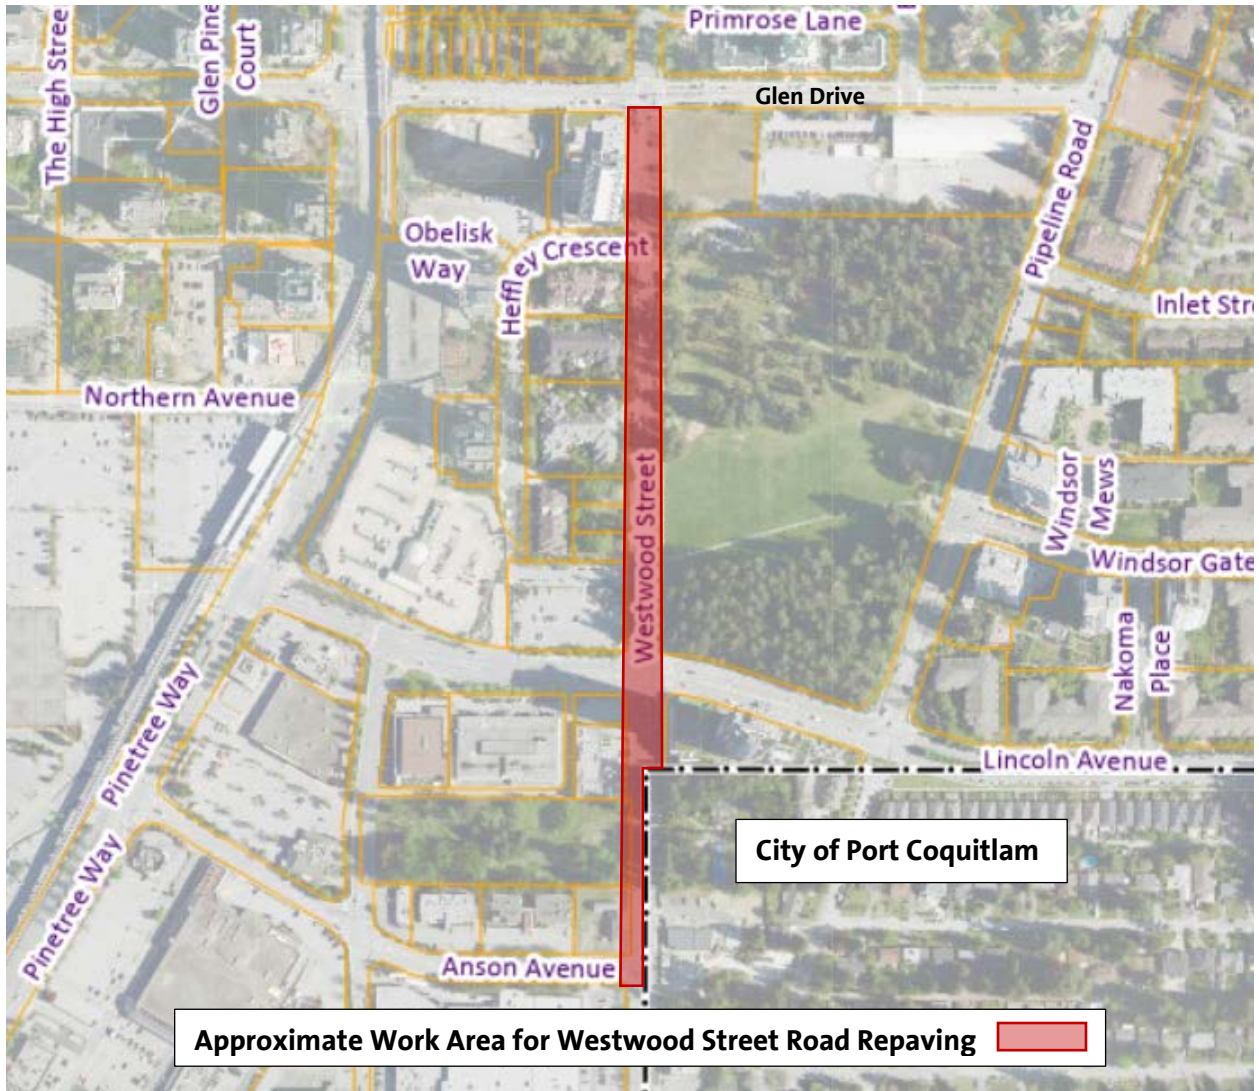 Primrose Lane
The High Stree
Glen Pine
Court
Glen Drive
Pipeline Road
Obelisk
Way
Heffley Crescent
Inlet Stre
Northern Avenue
Westwood Street
Windsor
Mews
Windsor Gate
Nakoma
Place
Pinetree Way
Lincoln Avenue
City of Port Coquitlam
Pinetree Way
Anson Avenue
Approximate Work Area for Westwood Street Road Repaving